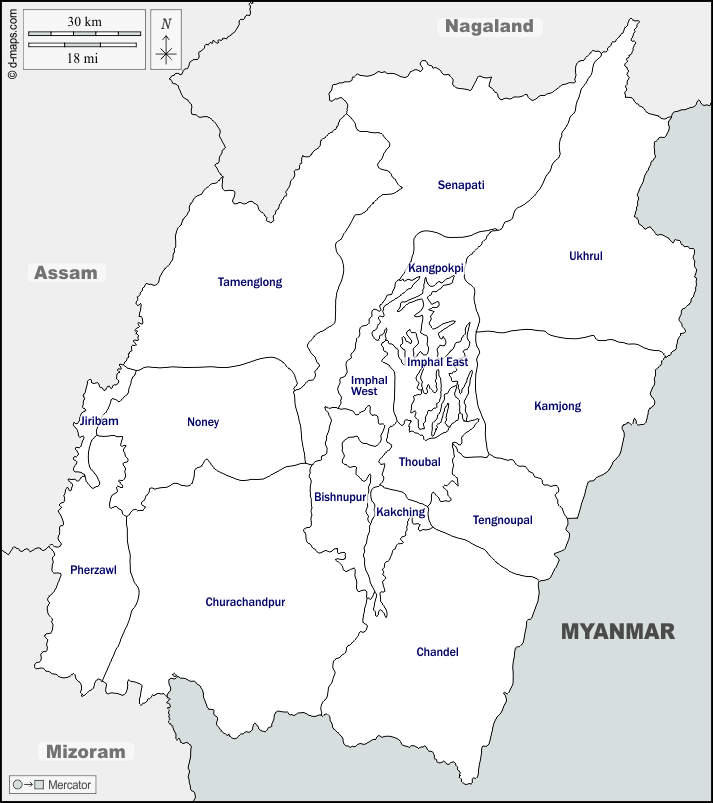 30 km
18 mi
N
© d-maps.com
Nagaland
Senapati
Ukhrul
Kangpokpi
Assam
Tamenglong
Imphal East
Imphal
West
Kamjong
Jiribam
Noney
Thoubal
Bishnupur
Kakching
Tengnoupal
Pherzawl
Churachandpur
MYANMAR
Chandel
Mizoram
Mercator